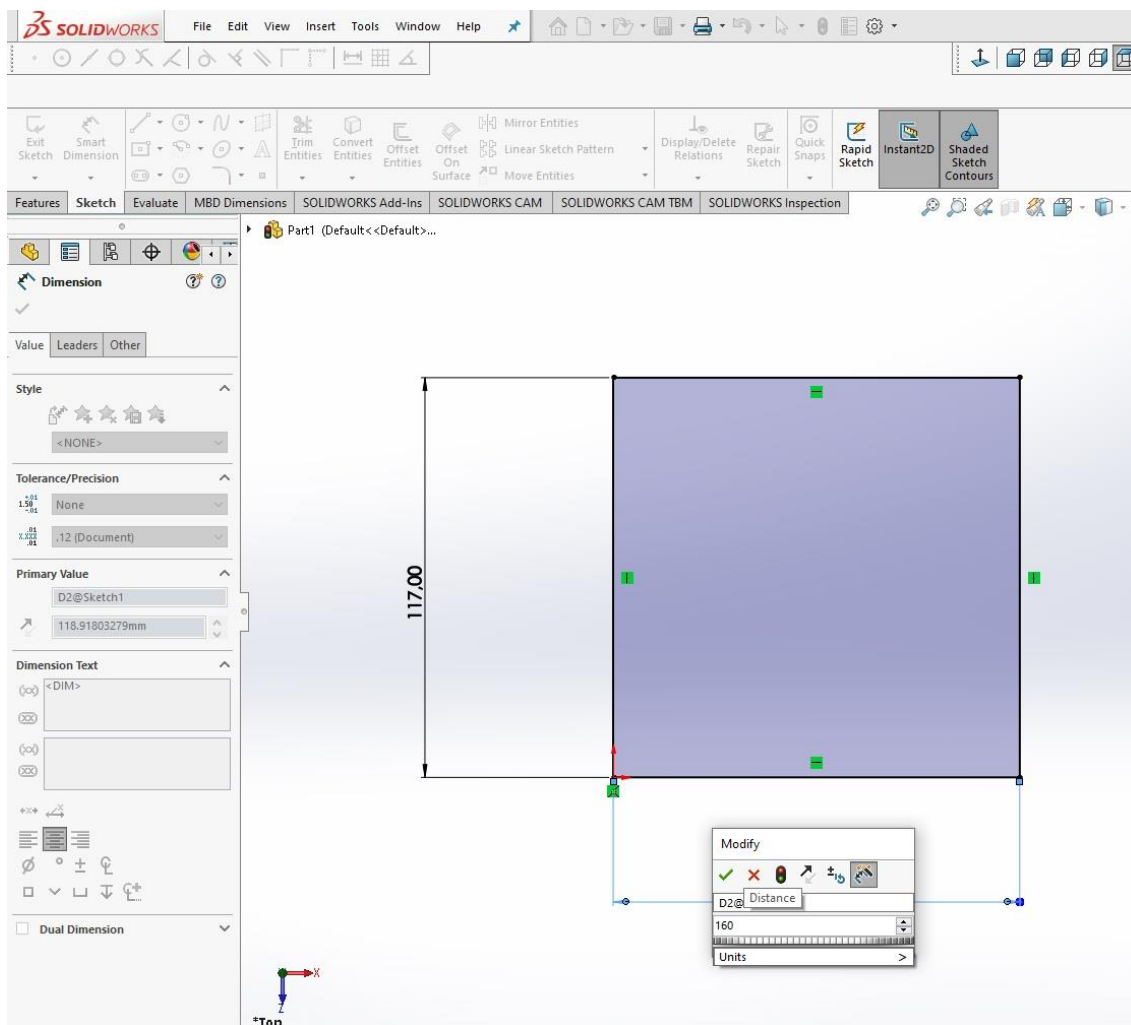 SOLIDWORKS File Edit View Insert Tools Window Help
Exit Sketch
Smart Dimension
Trim Entities
Convert Entities
Offset Entities
Offset On Surface
Mirror Entities
Linear Sketch Pattern
Move Entities
Display/Delete Relations
Repair Sketch
Quick Snaps
Rapid Sketch
Instant2D
Shaded Sketch Contours
Features Sketch Evaluate MBD Dimensions SOLIDWORKS Add-Ins SOLIDWORKS CAM SOLIDWORKS CAM TBM SOLIDWORKS Inspection
Part1 (Default<<Default>...
Dimension
Value Leaders Other
Style
<NONE>
Tolerance/Precision
None
.12 (Document)
Primary Value
D2@Sketch1
118.91803279mm
Dimension Text
<DIM>
Dual Dimension
117,00
Modify
D2@
Distance
160
Units >
X
Z
*Top